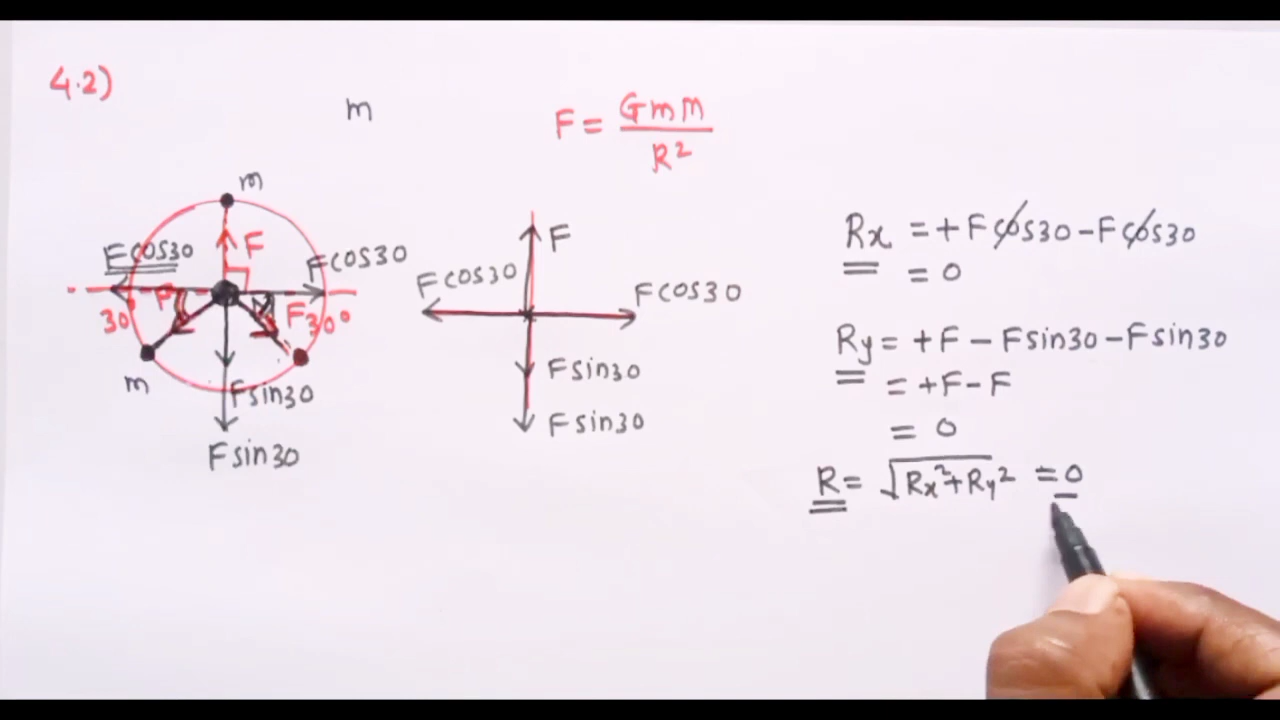 4.2)
m
F = GmM / R²
m
F
Fcos30
Fcos30
F
F
30°
30°
m
Fsin30
Fsin30
F
Fcos30
Fcos30
Fsin30
Fsin30
Rx = +Fcos30 - Fcos30
= 0
Ry = +F - Fsin30 - Fsin30
= +F - F
= 0
R = √Rx² + Ry² = 0